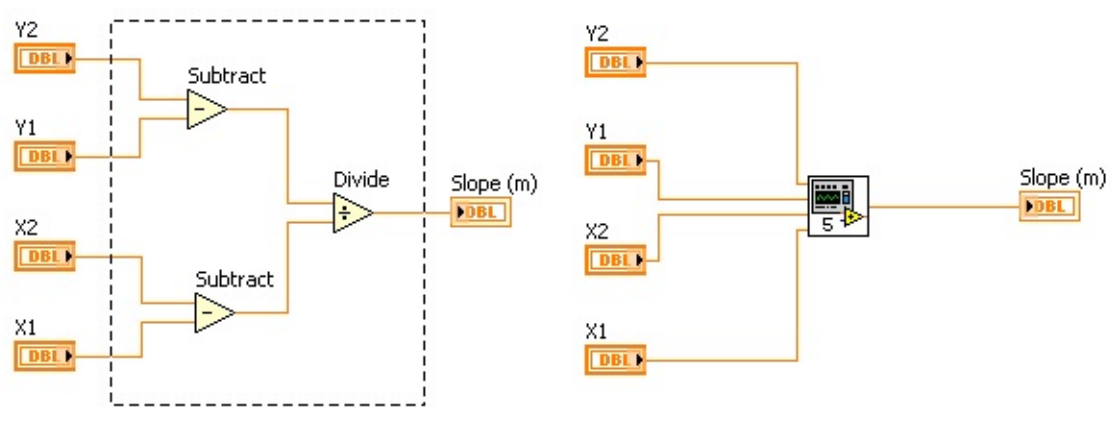 Y2
DBL
Subtract
-
Y1
DBL
Divide
÷
Slope (m)
DBL
X2
DBL
Subtract
-
X1
DBL
Y2
DBL
Y1
DBL
Slope (m)
DBL
5
X2
DBL
X1
DBL